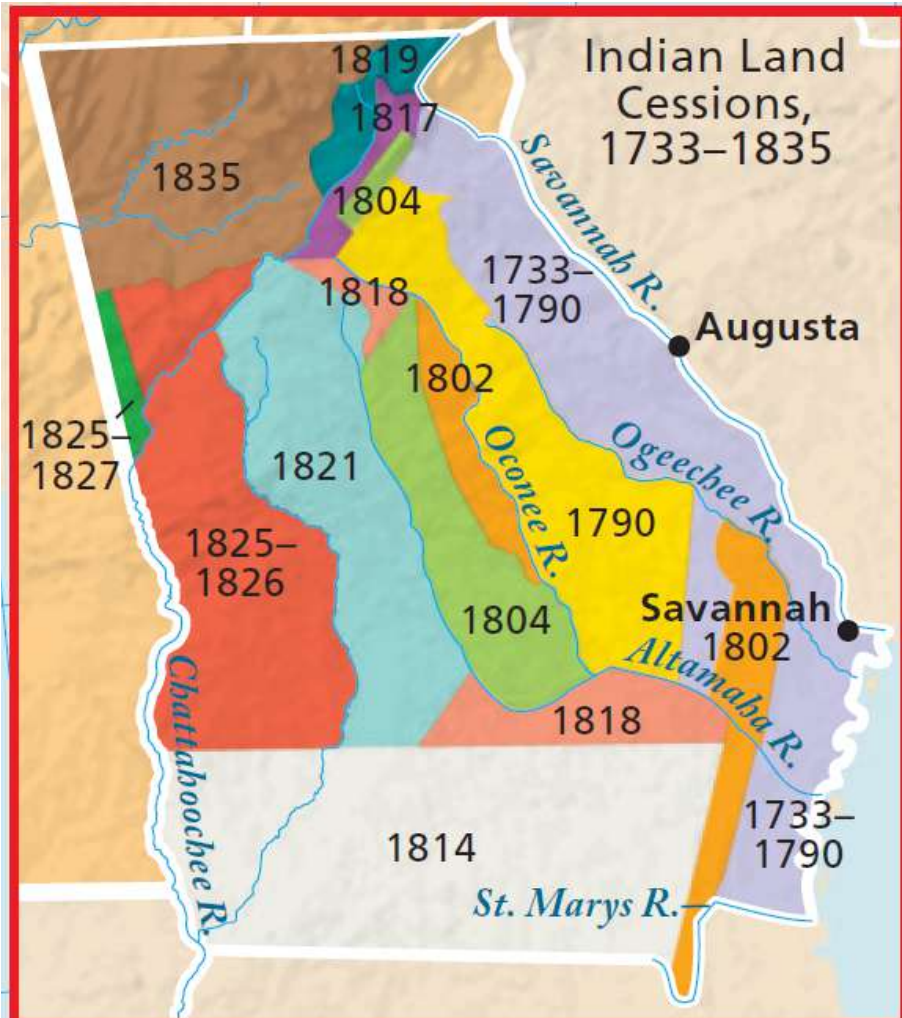 Indian Land
Cessions,
1733–1835
1819
1817
1835
1804
Savannah R.
1733–
1790
1818
Augusta
1802
1825–
1827
1821
Oconee R.
Ogeechee R.
1790
1825–
1826
1804
Savannah
1802
Altamaha R.
1818
Chattahoochee R.
1814
1733–
1790
St. Marys R.